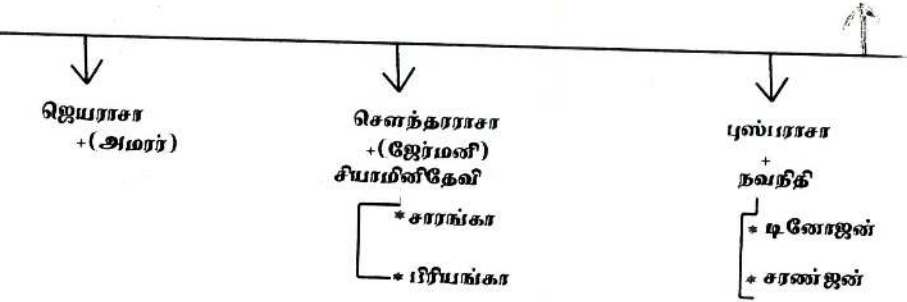 ஜெயராசா
+(அமரர்)
சௌந்தரராசா
+(ஜேர்மனி)
சியாமினிதேவி
* சாரங்கா
* பிரியங்கா
புஸ்பராசா
+
நவநிதி
* டினோஜன்
* சரண்ஜன்